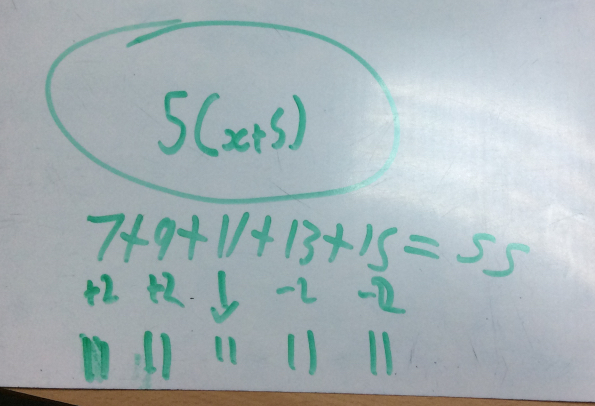 5(x+5)
7+9+11+13+15=55
+2 +2 ↓ -2 -2
11 11 11 11 11